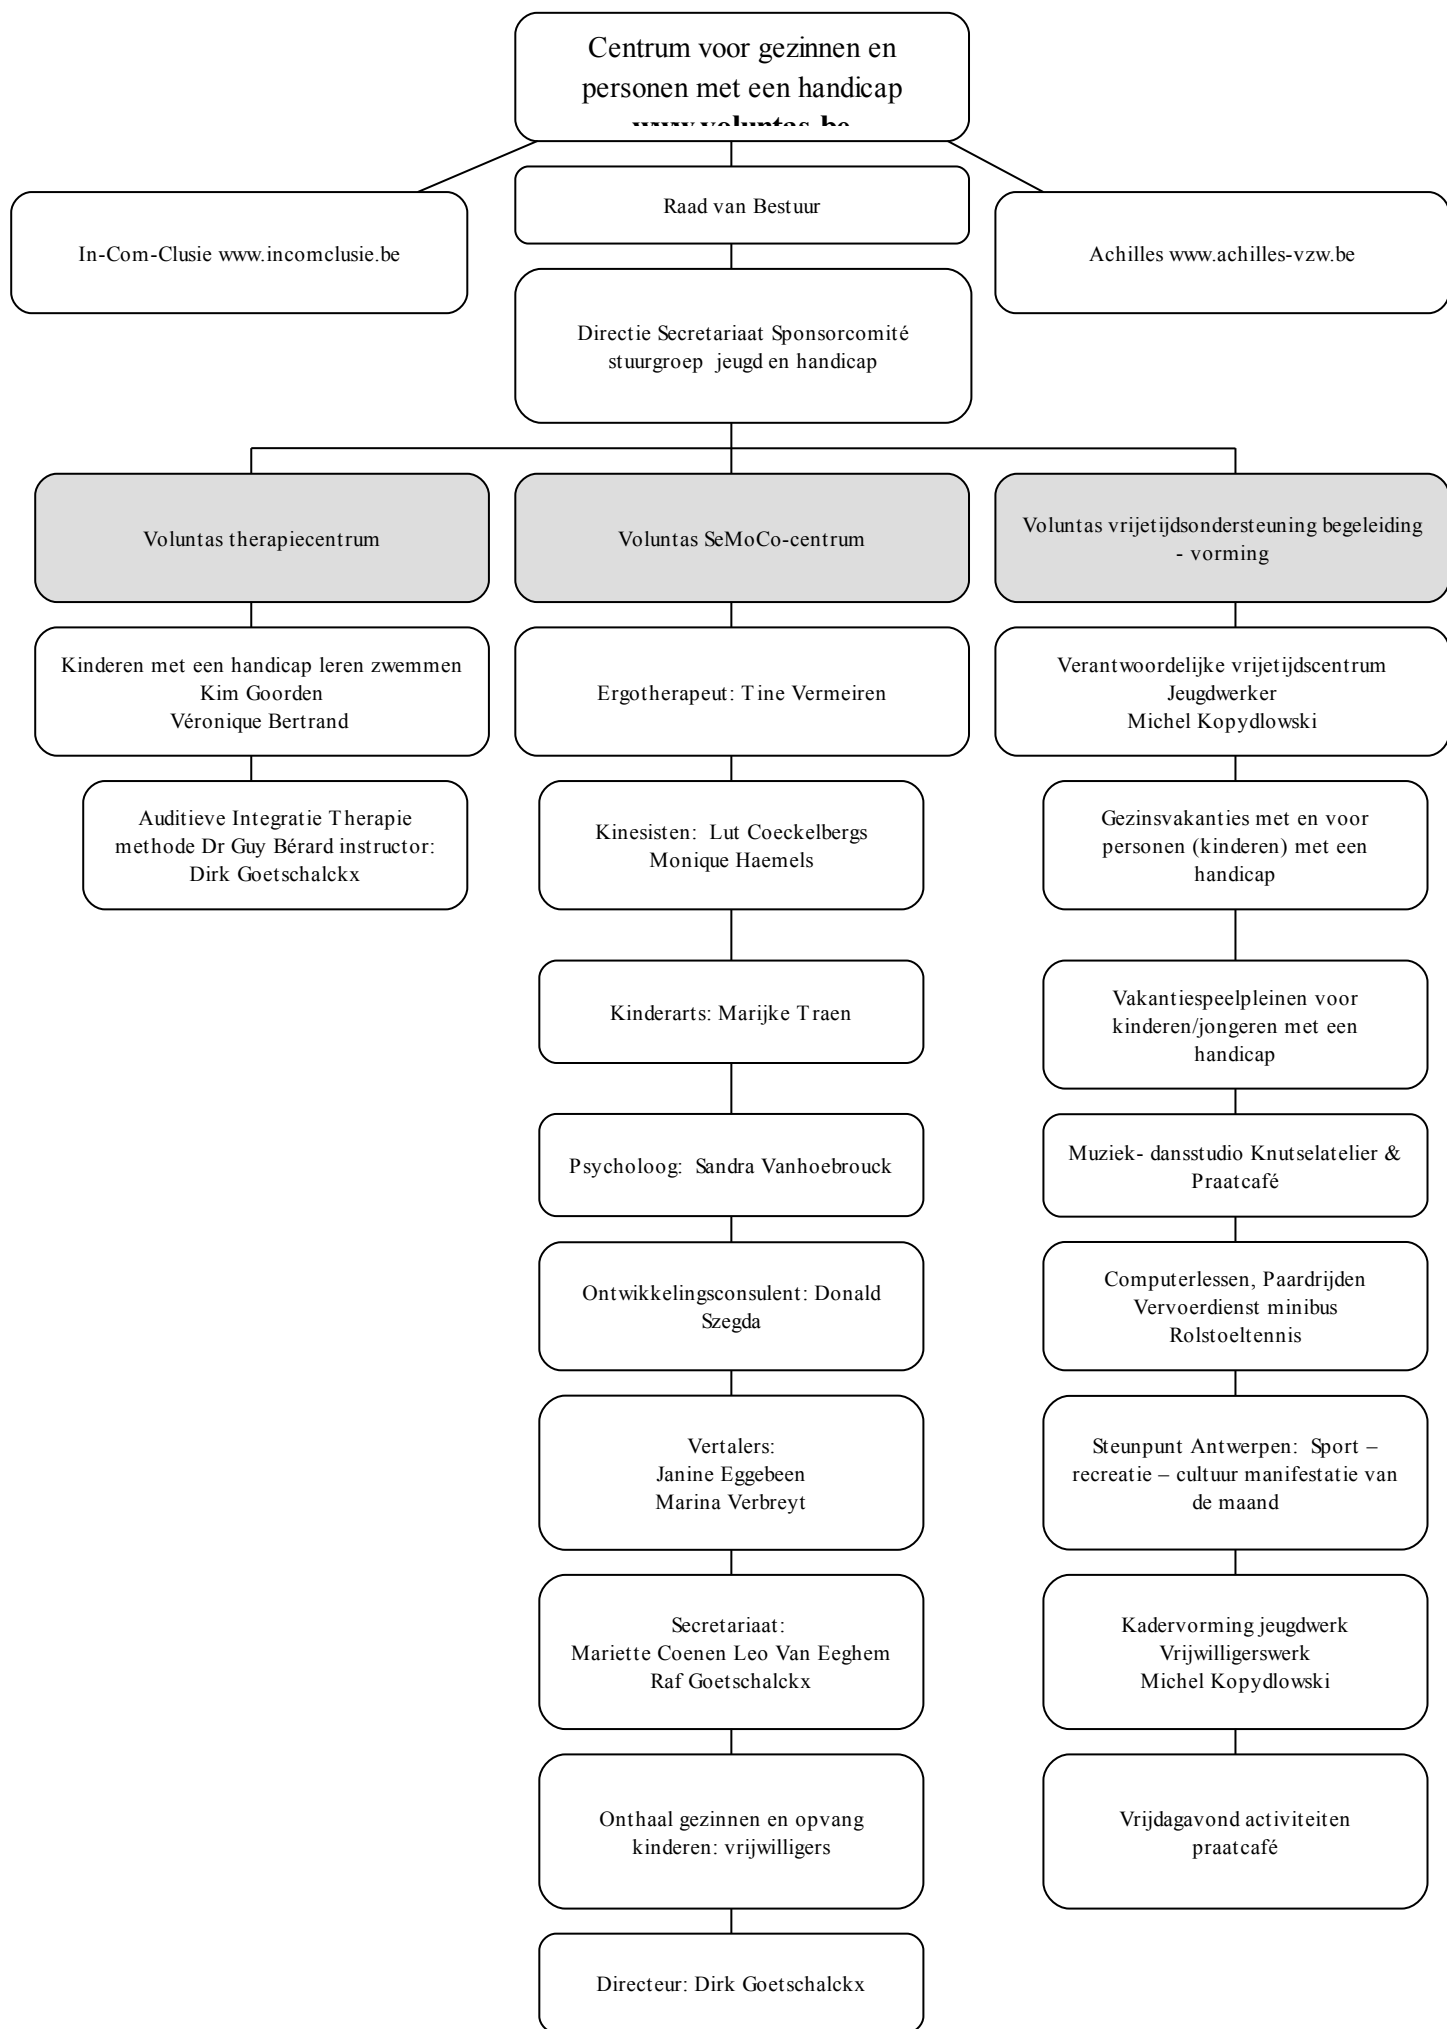 Centrum voor gezinnen en
personen met een handicap
www.voluntas.be
Raad van Bestuur
In-Com-Clusie www.incomclusie.be
Achilles www.achilles-vzw.be
Directie Secretariaat Sponsorcomité
stuurgroep jeugd en handicap
Voluntas therapiecentrum
Kinderen met een handicap leren zwemmen
Kim Goorden
Véronique Bertrand
Auditieve Integratie Therapie
methode Dr Guy Bérard instructor:
Dirk Goetschalckx
Voluntas SeMoCo-centrum
Ergotherapeut: Tine Vermeiren
Kinesisten: Lut Coeckelbergs
Monique Haemels
Kinderarts: Marijke Traen
Psycholoog: Sandra Vanhoebrouck
Ontwikkelingsconsulent: Donald
Szegda
Vertalers:
Janine Eggebeen
Marina Verbreyt
Secretariaat:
Mariette Coenen Leo Van Eeghem
Raf Goetschalckx
Onthaal gezinnen en opvang
kinderen: vrijwilligers
Directeur: Dirk Goetschalckx
Voluntas vrijetijdsondersteuning begeleiding
- vorming
Verantwoordelijke vrijetijdscentrum
Jeugdwerker
Michel Kopydlowski
Gezinsvakanties met en voor
personen (kinderen) met een
handicap
Vakantiespeelpleinen voor
kinderen/jongeren met een
handicap
Muziek- dansstudio Knutselatelier &
Praatcafé
Computerlessen, Paardrijden
Vervoerdienst minibus
Rolstoeltennis
Steunpunt Antwerpen: Sport –
recreatie – cultuur manifestatie van
de maand
Kadervorming jeugdwerk
Vrijwilligerswerk
Michel Kopydlowski
Vrijdagavond activiteiten
praatcafé